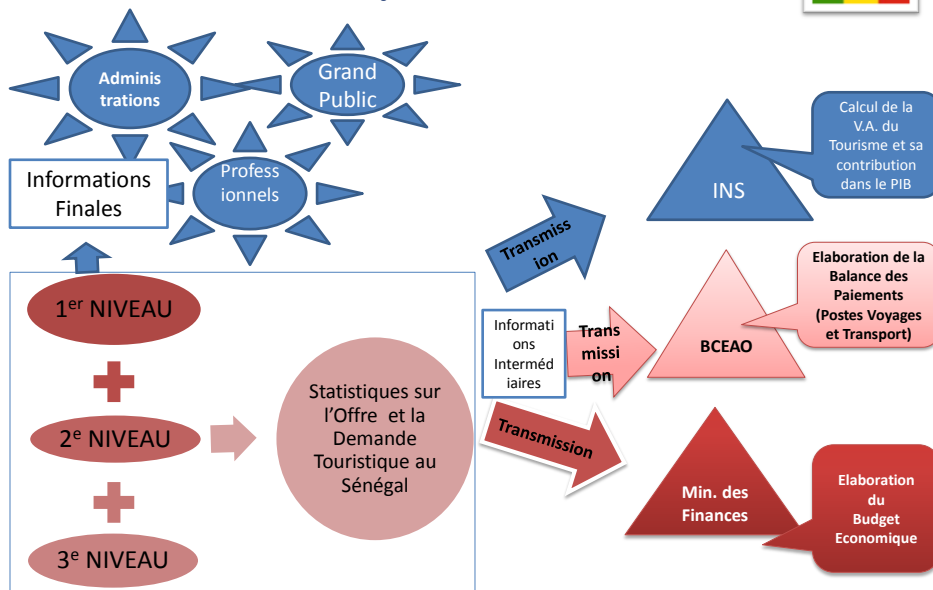 Adminis
trations
Grand
Public
Profess
ionnels
Informations
Finales
1er NIVEAU
2e NIVEAU
3e NIVEAU
Statistiques sur
l'Offre et la
Demande
Touristique au
Sénégal
Informati
ons
Interméd
iaires
Transmiss
ion
Trans
missi
on
Transmission
INS
Calcul de la
V.A. du
Tourisme et sa
contribution
dans le PIB
BCEAO
Elaboration de la
Balance des
Paiements
(Postes Voyages
et Transport)
Min. des
Finances
Elaboration
du
Budget
Economique